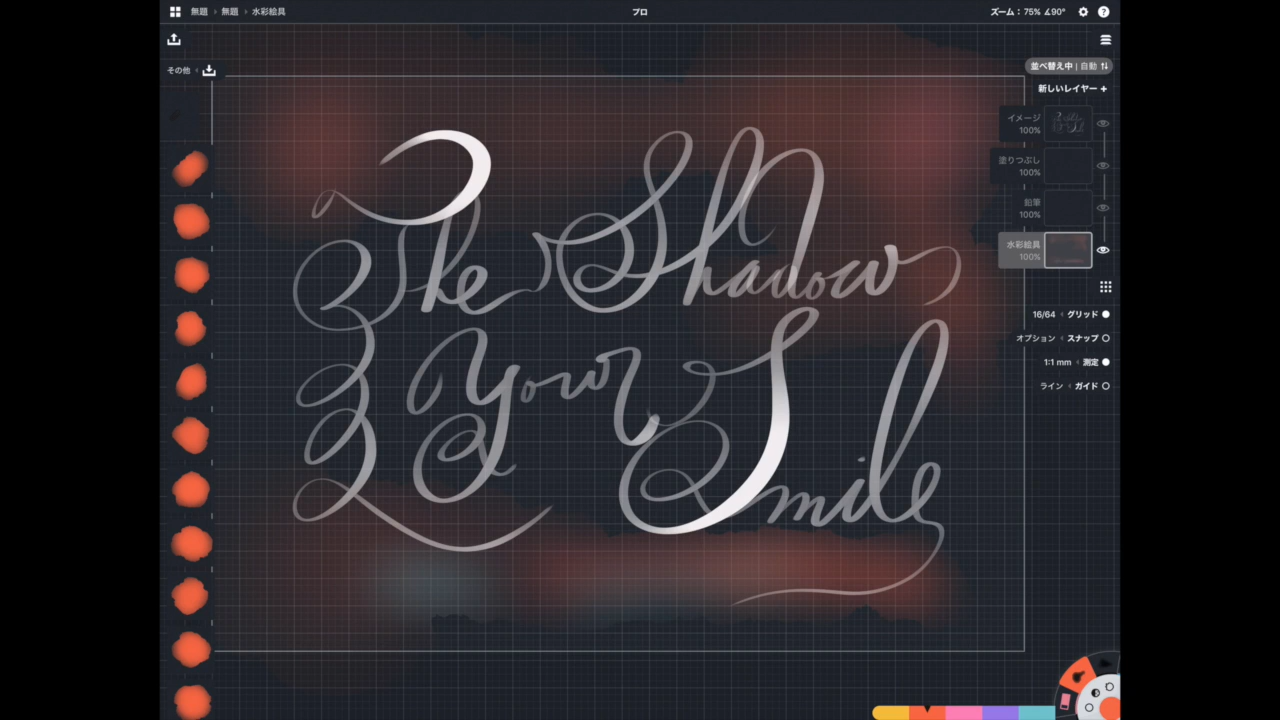 無題 › 無題 › 水彩絵具
プロ
ズーム：75% ∡90°
その他 ‹
並べ替え中 | 自動
新しいレイヤー +
イメージ
100%
塗りつぶし
100%
鉛筆
100%
水彩絵具
100%
16/64 ‹ グリッド
オプション ‹ スナップ
1:1 mm ‹ 測定
ライン ‹ ガイド
The Shadow
Your Smile